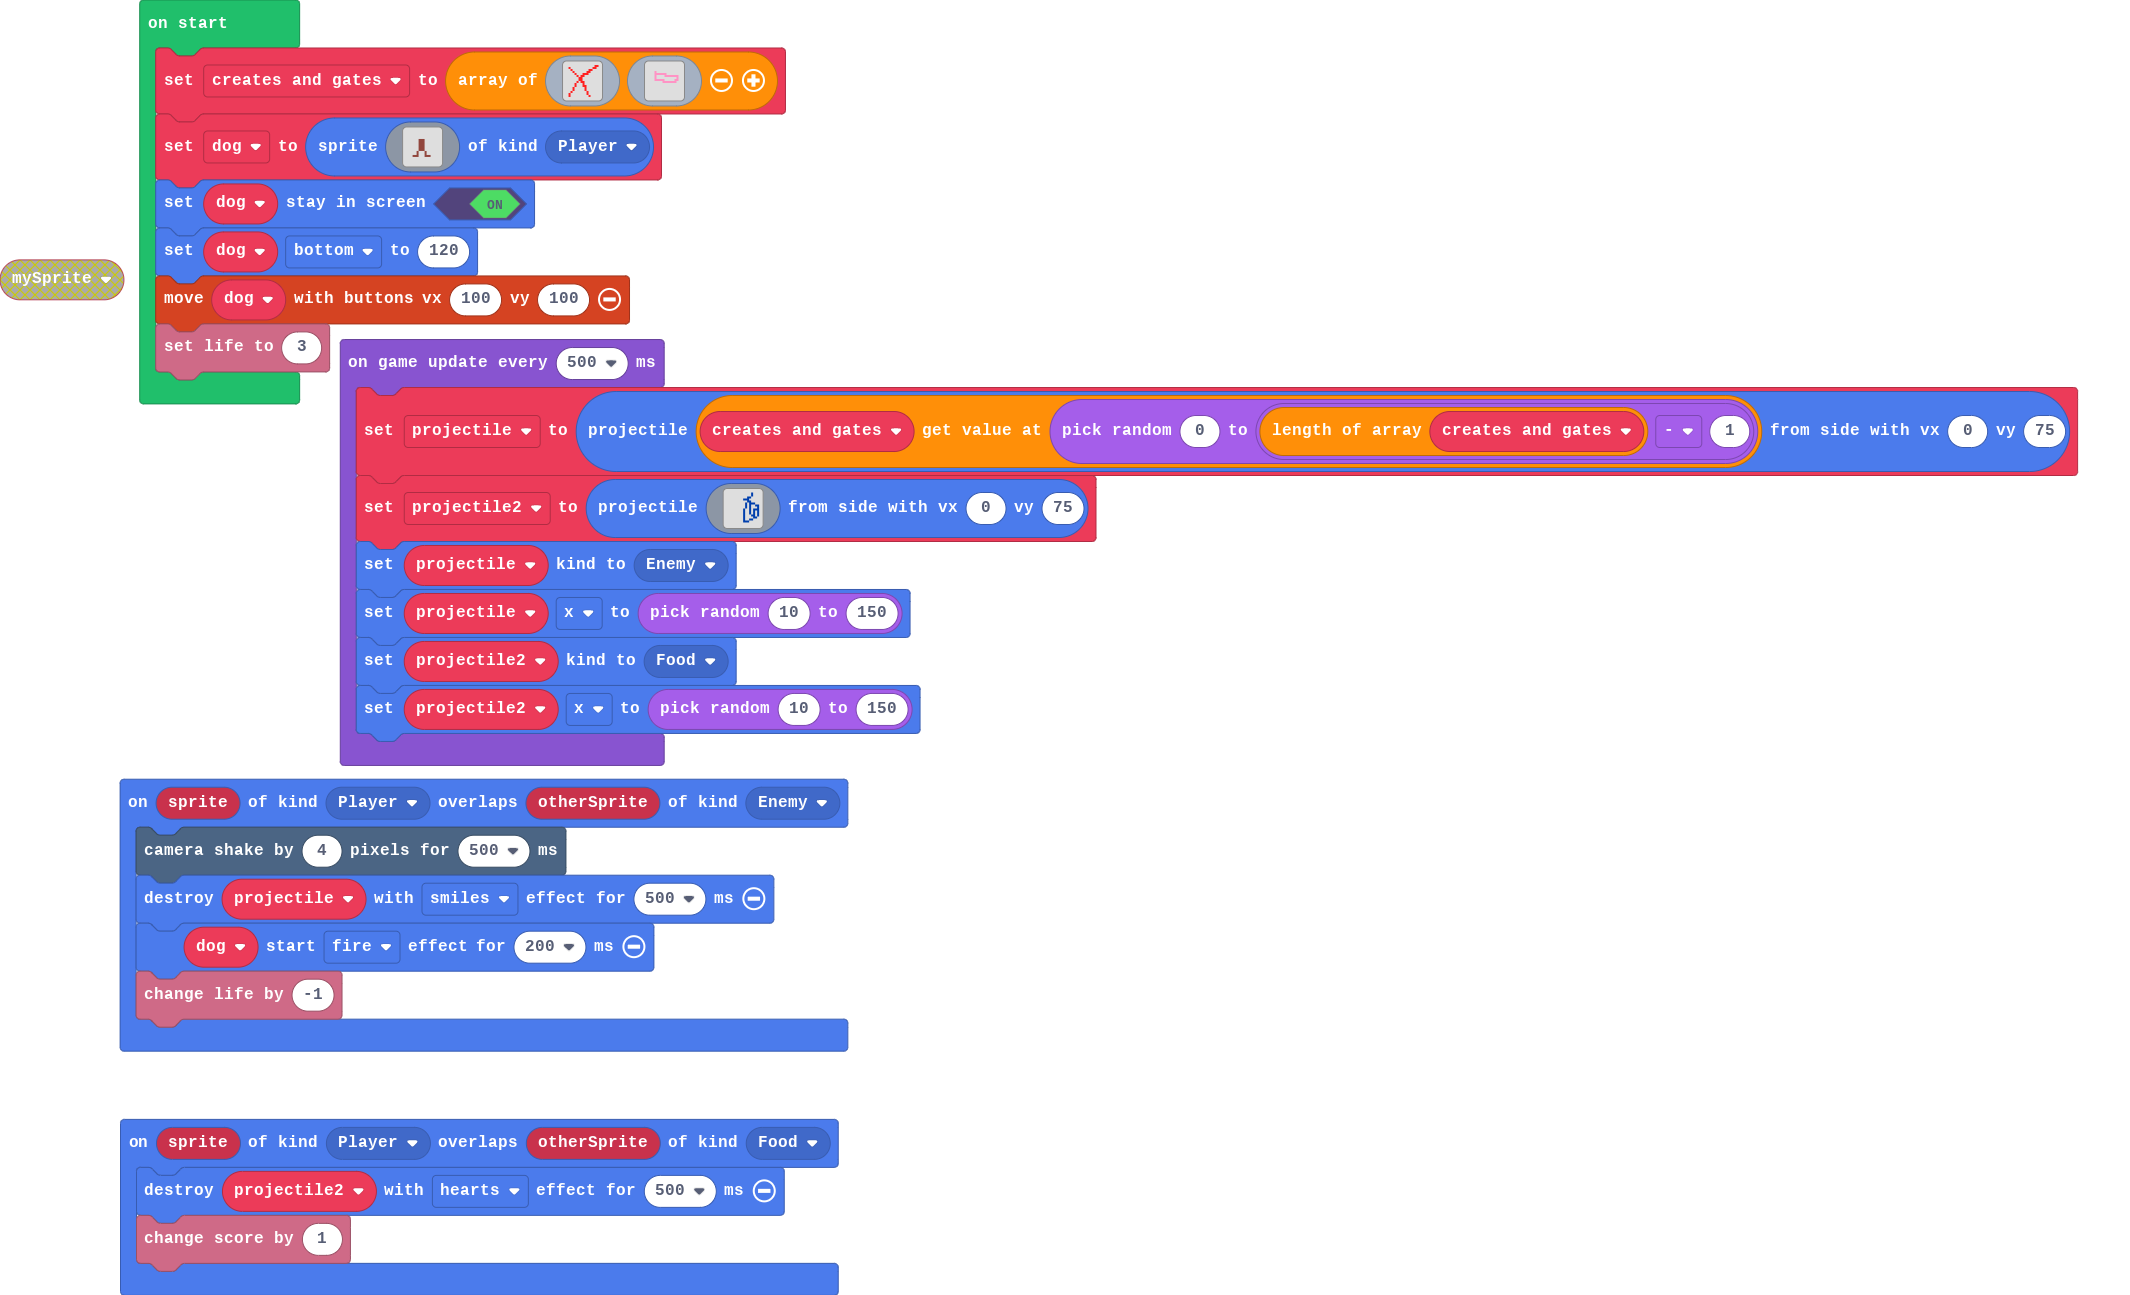 on start
set creates and gates to array of
set dog to sprite of kind Player
set dog stay in screen ON
set dog bottom to 120
mySprite
move dog with buttons vx 100 vy 100
set life to 3
on game update every 500 ms
set projectile to projectile creates and gates get value at pick random 0 to length of array creates and gates - 1 from side with vx 0 vy 75
set projectile2 to projectile from side with vx 0 vy 75
set projectile kind to Enemy
set projectile x to pick random 10 to 150
set projectile2 kind to Food
set projectile2 x to pick random 10 to 150
on sprite of kind Player overlaps otherSprite of kind Enemy
camera shake by 4 pixels for 500 ms
destroy projectile with smiles effect for 500 ms
dog start fire effect for 200 ms
change life by -1
on sprite of kind Player overlaps otherSprite of kind Food
destroy projectile2 with hearts effect for 500 ms
change score by 1